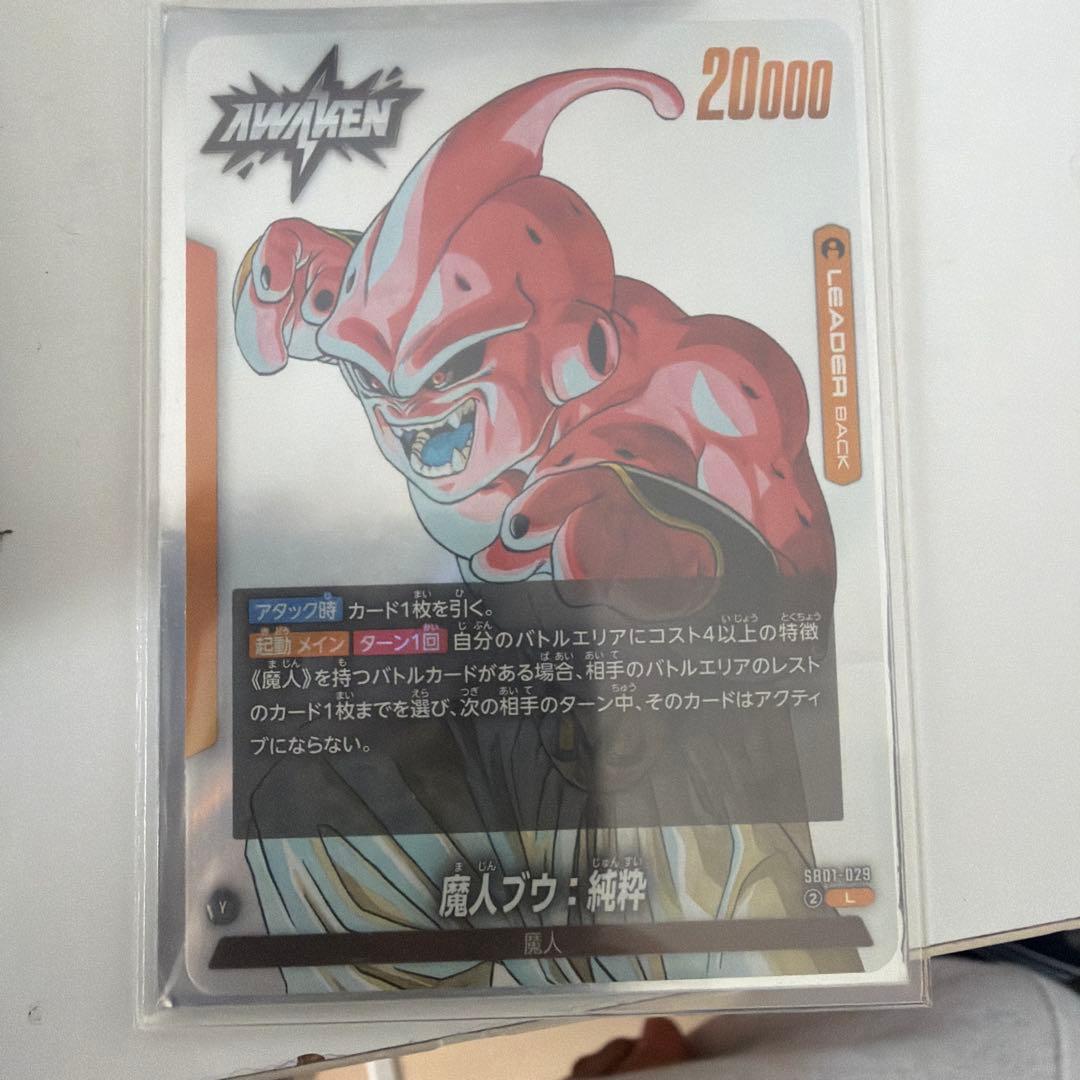 AWAKEN
20000
LEADER BACK
アタック時 カード1枚を引く。
起動メイン ターン1回 自分のバトルエリアにコスト4以上の特徴
《魔人》を持つバトルカードがある場合、相手のバトルエリアのレスト
のカード1枚までを選び、次の相手のターン中、そのカードはアクティ
ブにならない。
魔人ブウ：純粋
SB01-029
Y
② L
魔人